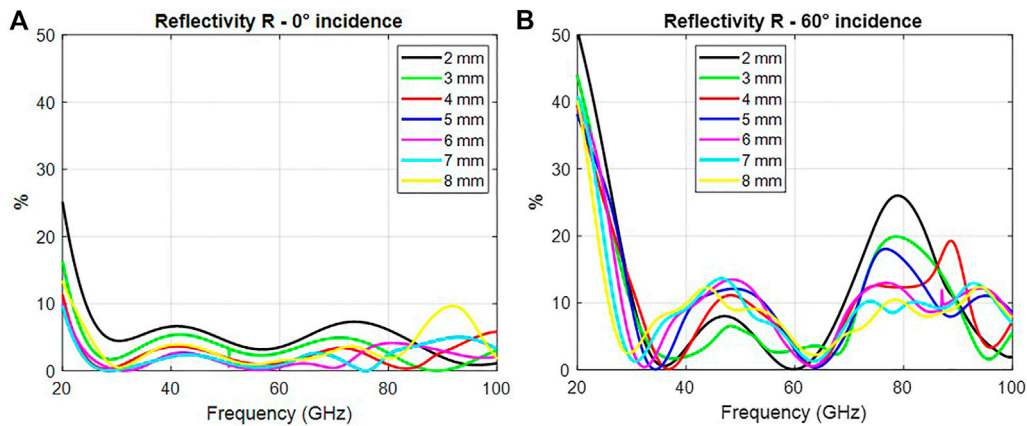 A
Reflectivity R - 0° incidence
50
40
30
20
10
0
%
20
40
60
80
100
Frequency (GHz)
2 mm
3 mm
4 mm
5 mm
6 mm
7 mm
8 mm
B
Reflectivity R - 60° incidence
50
40
30
20
10
0
%
20
40
60
80
100
Frequency (GHz)
2 mm
3 mm
4 mm
5 mm
6 mm
7 mm
8 mm